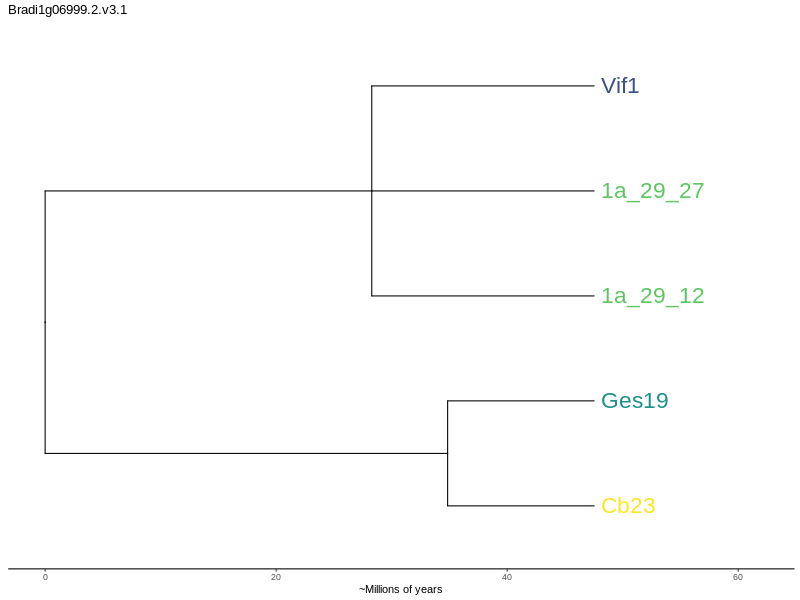 Bradi1g06999.2.v3.1
Vif1
1a_29_27
1a_29_12
Ges19
Cb23
0 20 40 60
~Millions of years